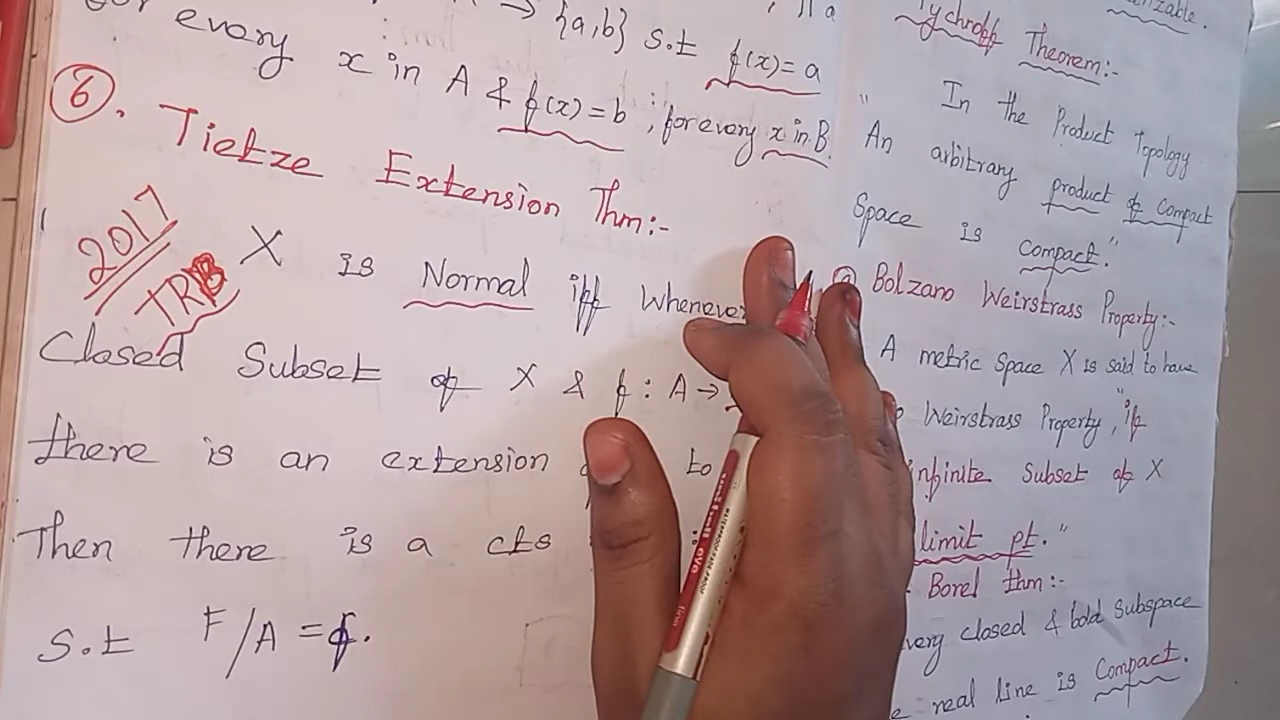 → {a,b} s.t f(x) = a
every x in A & f(x) = b ; for every x in B.
6. Tietze Extension Thm:-
2017
TRB
X is Normal iff Whenever
Closed Subset of X & f : A →
there is an extension to
Then there is a cts
s.t F/A = f.
Tychroff Theorem:-
" In the Product Topology
An arbitrary product of Compact
Space is Compact."
Bolzano Weirstrass Property:-
A metric Space X is said to have
Weirstrass Property, "if
infinite Subset of X
limit pt."
Borel thm:-
very closed & bdd Subspace
real line is Compact.